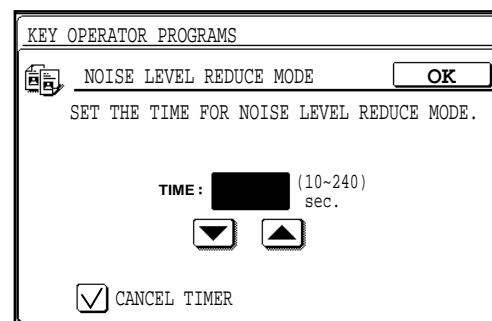 KEY OPERATOR PROGRAMS
NOISE LEVEL REDUCE MODE OK
SET THE TIME FOR NOISE LEVEL REDUCE MODE.
TIME : (10~240)
sec.
CANCEL TIMER